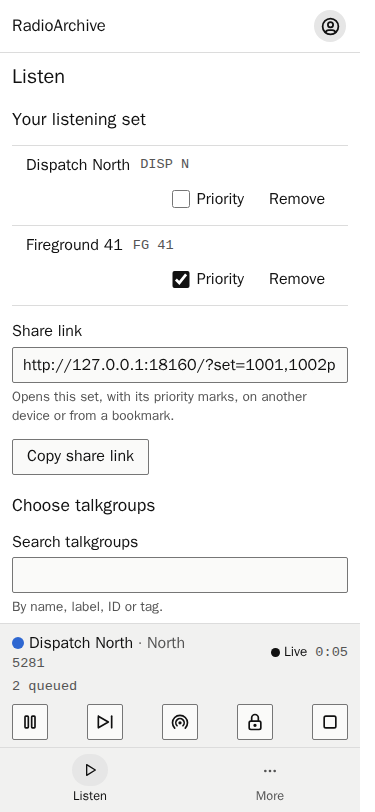 RadioArchive
Listen
Your listening set
Dispatch North DISP N
Priority Remove
Fireground 41 FG 41
Priority Remove
Share link
http://127.0.0.1:18160/?set=1001,1002p
Opens this set, with its priority marks, on another
device or from a bookmark.
Copy share link
Choose talkgroups
Search talkgroups
By name, label, ID or tag.
Dispatch North · North
5281
Live 0:05
2 queued
Listen
More